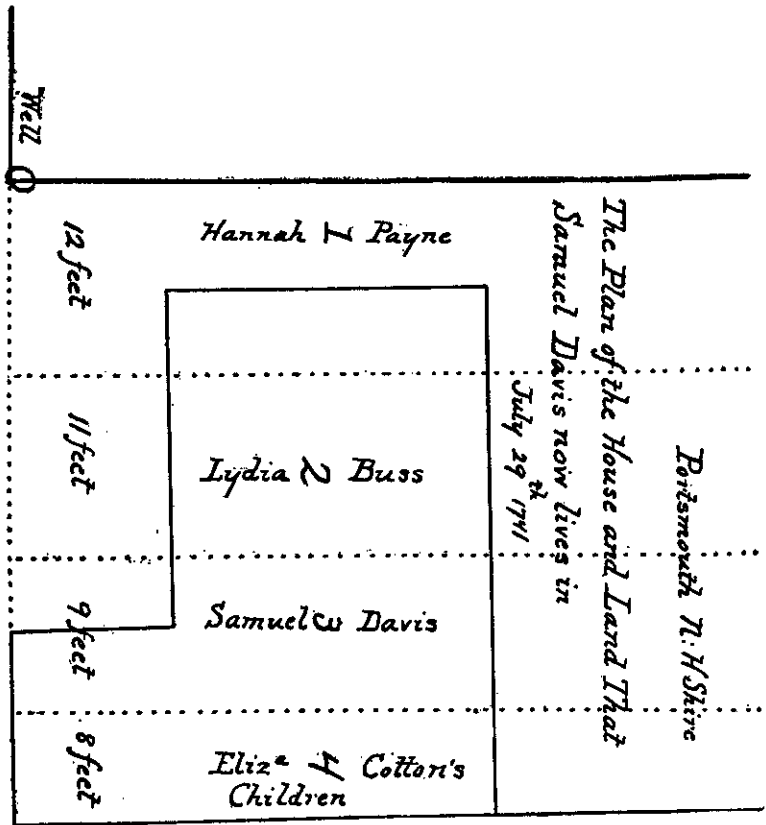 Portsmouth N:HShire
The Plan of the House and Land That
Samuel Davis now lives in
July 29th 1741
Well
12 feet
Hannah 1 Payne
11 feet
Lydia 2 Buss
9 feet
Samuel 3 Davis
8 feet
Eliza 4 Cotton's
Children